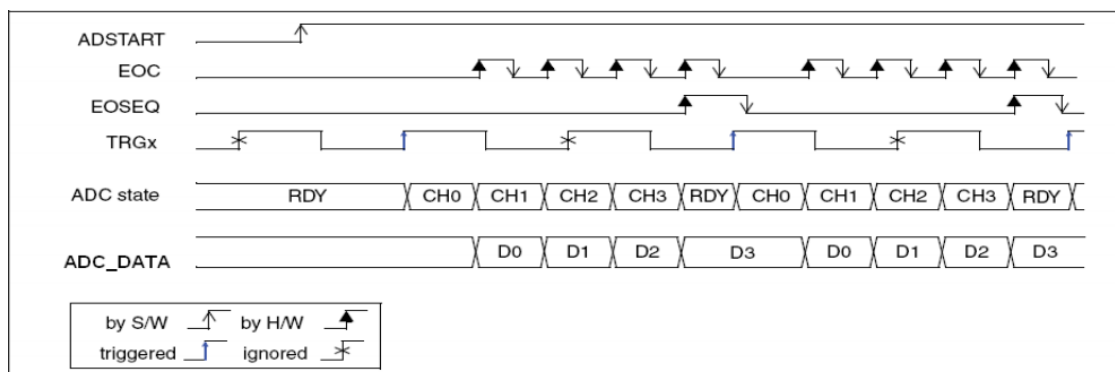 ADSTART
EOC
EOSEQ
TRGx
ADC state RDY CH0 CH1 CH2 CH3 RDY CH0 CH1 CH2 CH3 RDY
ADC_DATA D0 D1 D2 D3 D0 D1 D2 D3
by S/W by H/W
triggered ignored